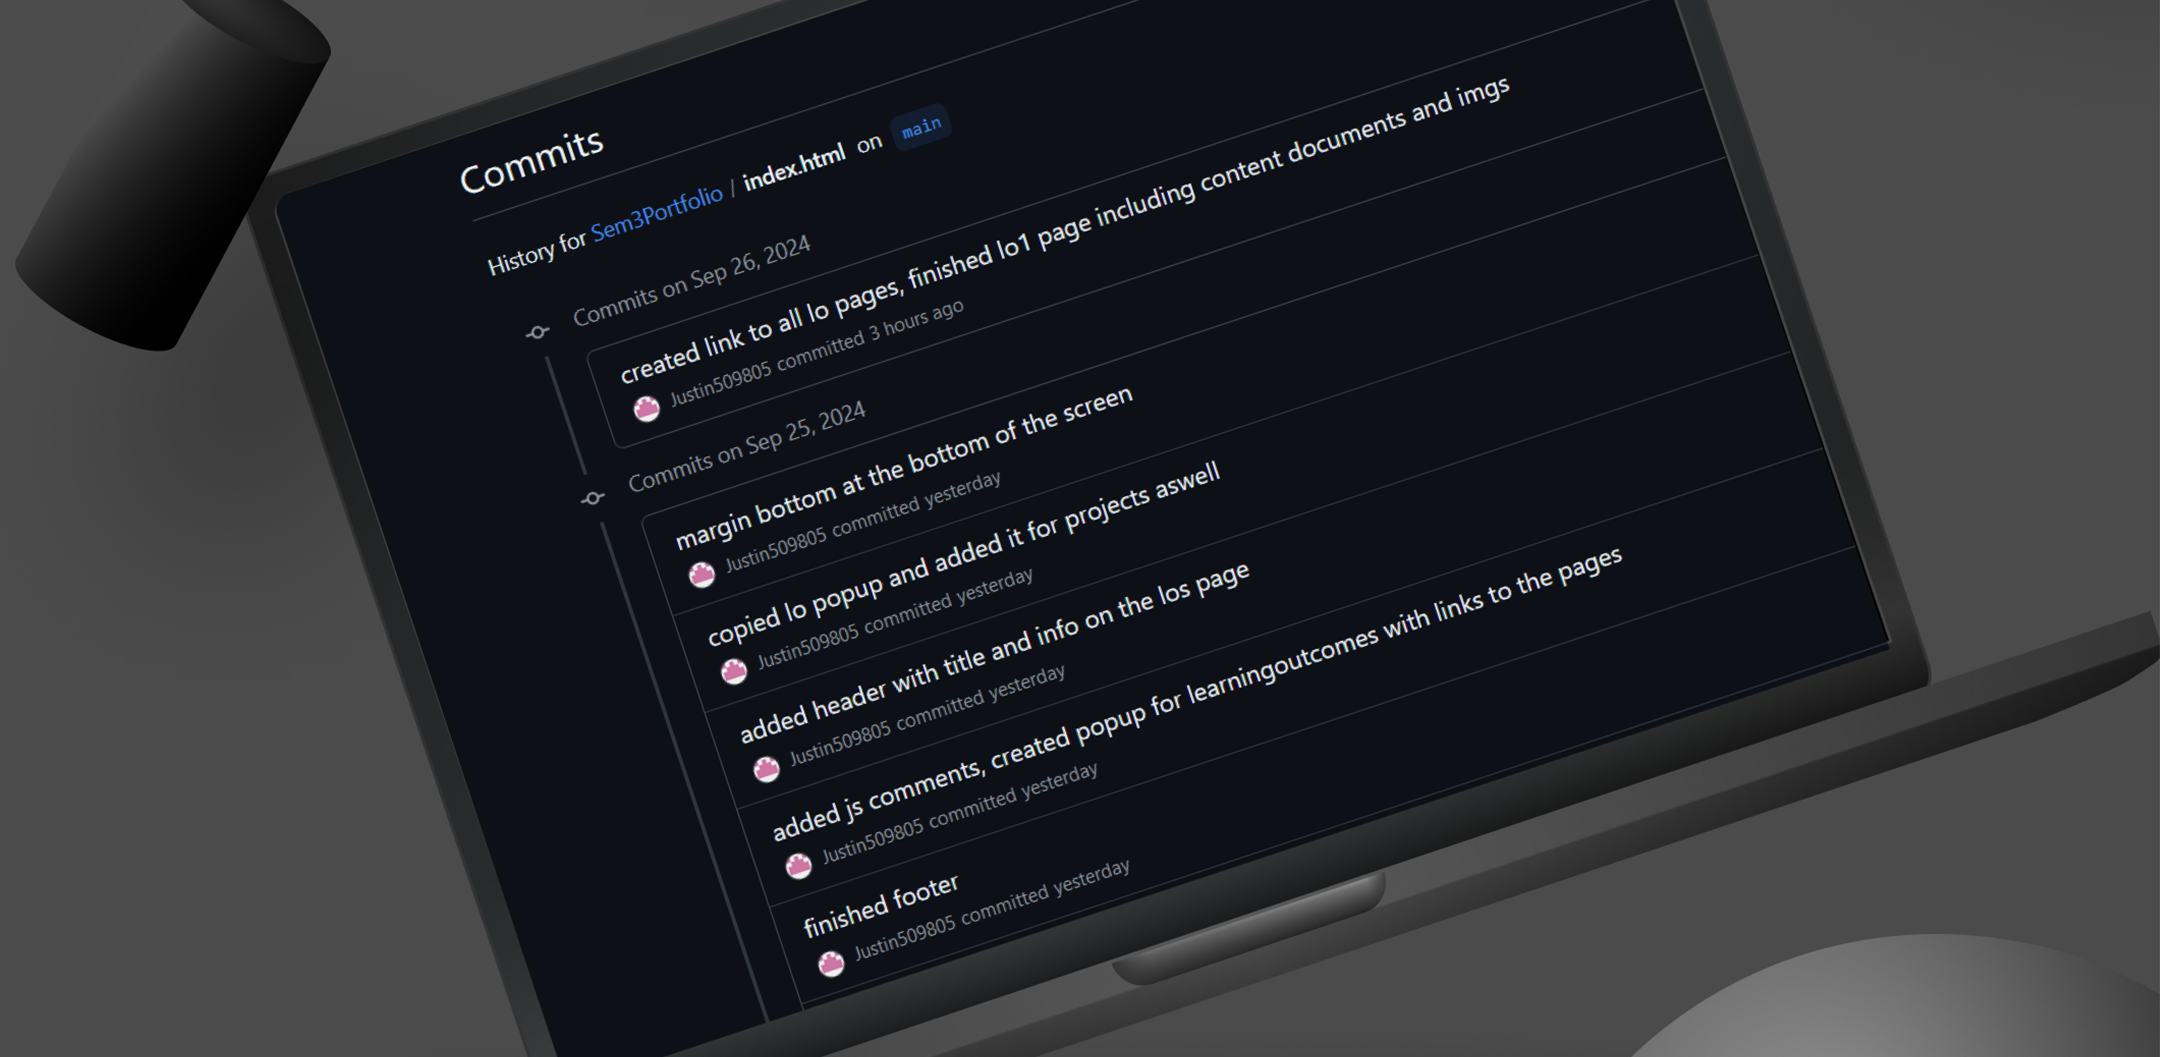 Commits
History for Sem3Portfolio / index.html on main
Commits on Sep 26, 2024
created link to all lo pages, finished lo1 page including content documents and imgs
Justin509805 committed 3 hours ago
Commits on Sep 25, 2024
margin bottom at the bottom of the screen
Justin509805 committed yesterday
copied lo popup and added it for projects aswell
Justin509805 committed yesterday
added header with title and info on the los page
Justin509805 committed yesterday
added js comments, created popup for learningoutcomes with links to the pages
Justin509805 committed yesterday
finished footer
Justin509805 committed yesterday